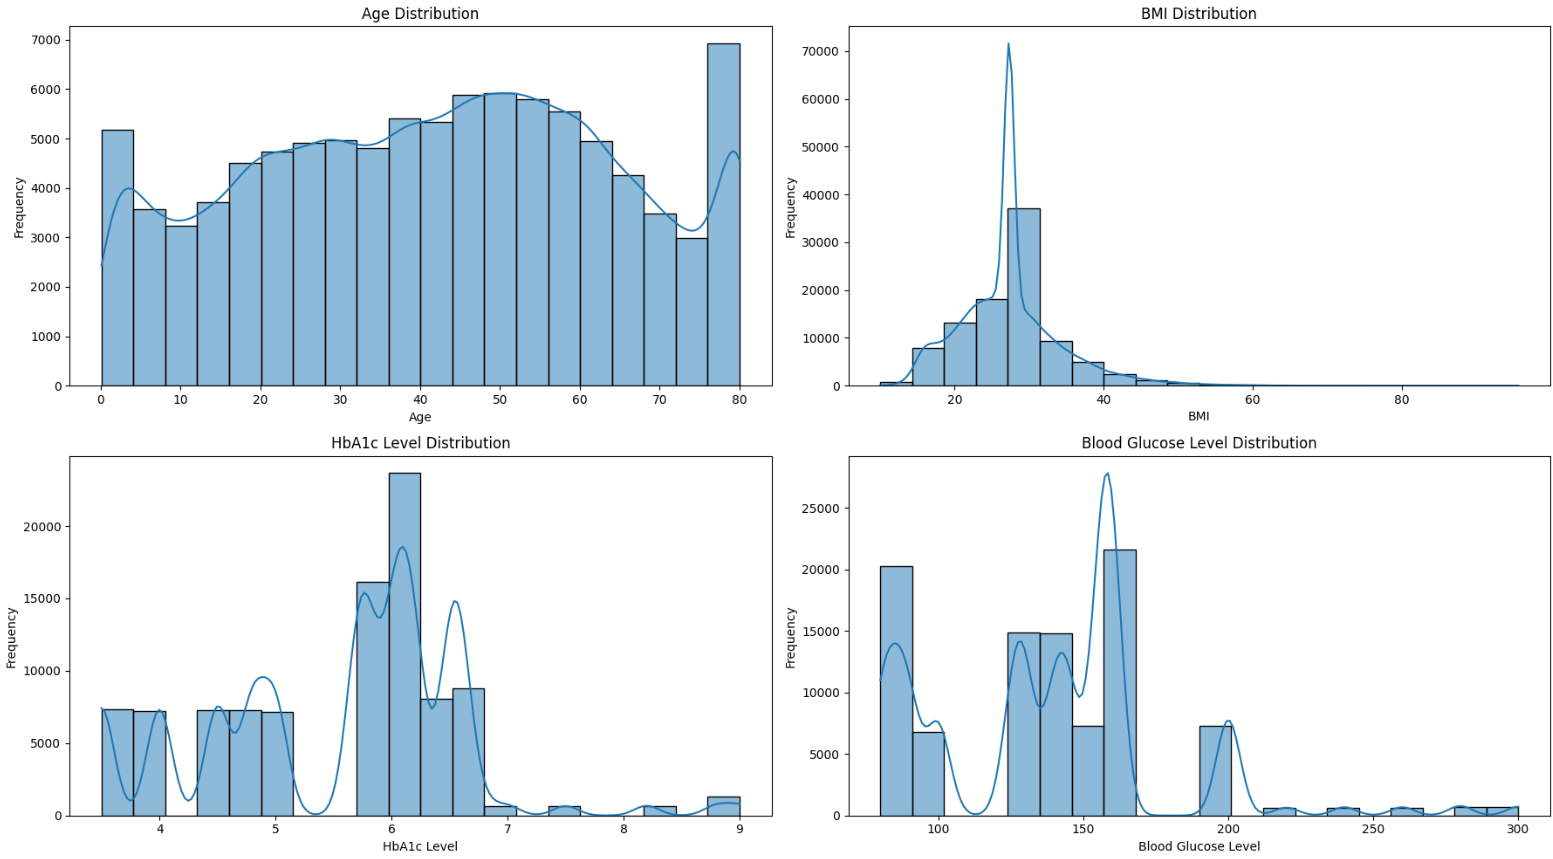 Age Distribution
7000
6000
5000
4000
3000
2000
1000
0
Frequency
0 10 20 30 40 50 60 70 80
Age
BMI Distribution
70000
60000
50000
40000
30000
20000
10000
0
Frequency
20 40 60 80
BMI
HbA1c Level Distribution
20000
15000
10000
5000
0
Frequency
4 5 6 7 8 9
HbA1c Level
Blood Glucose Level Distribution
25000
20000
15000
10000
5000
0
Frequency
100 150 200 250 300
Blood Glucose Level